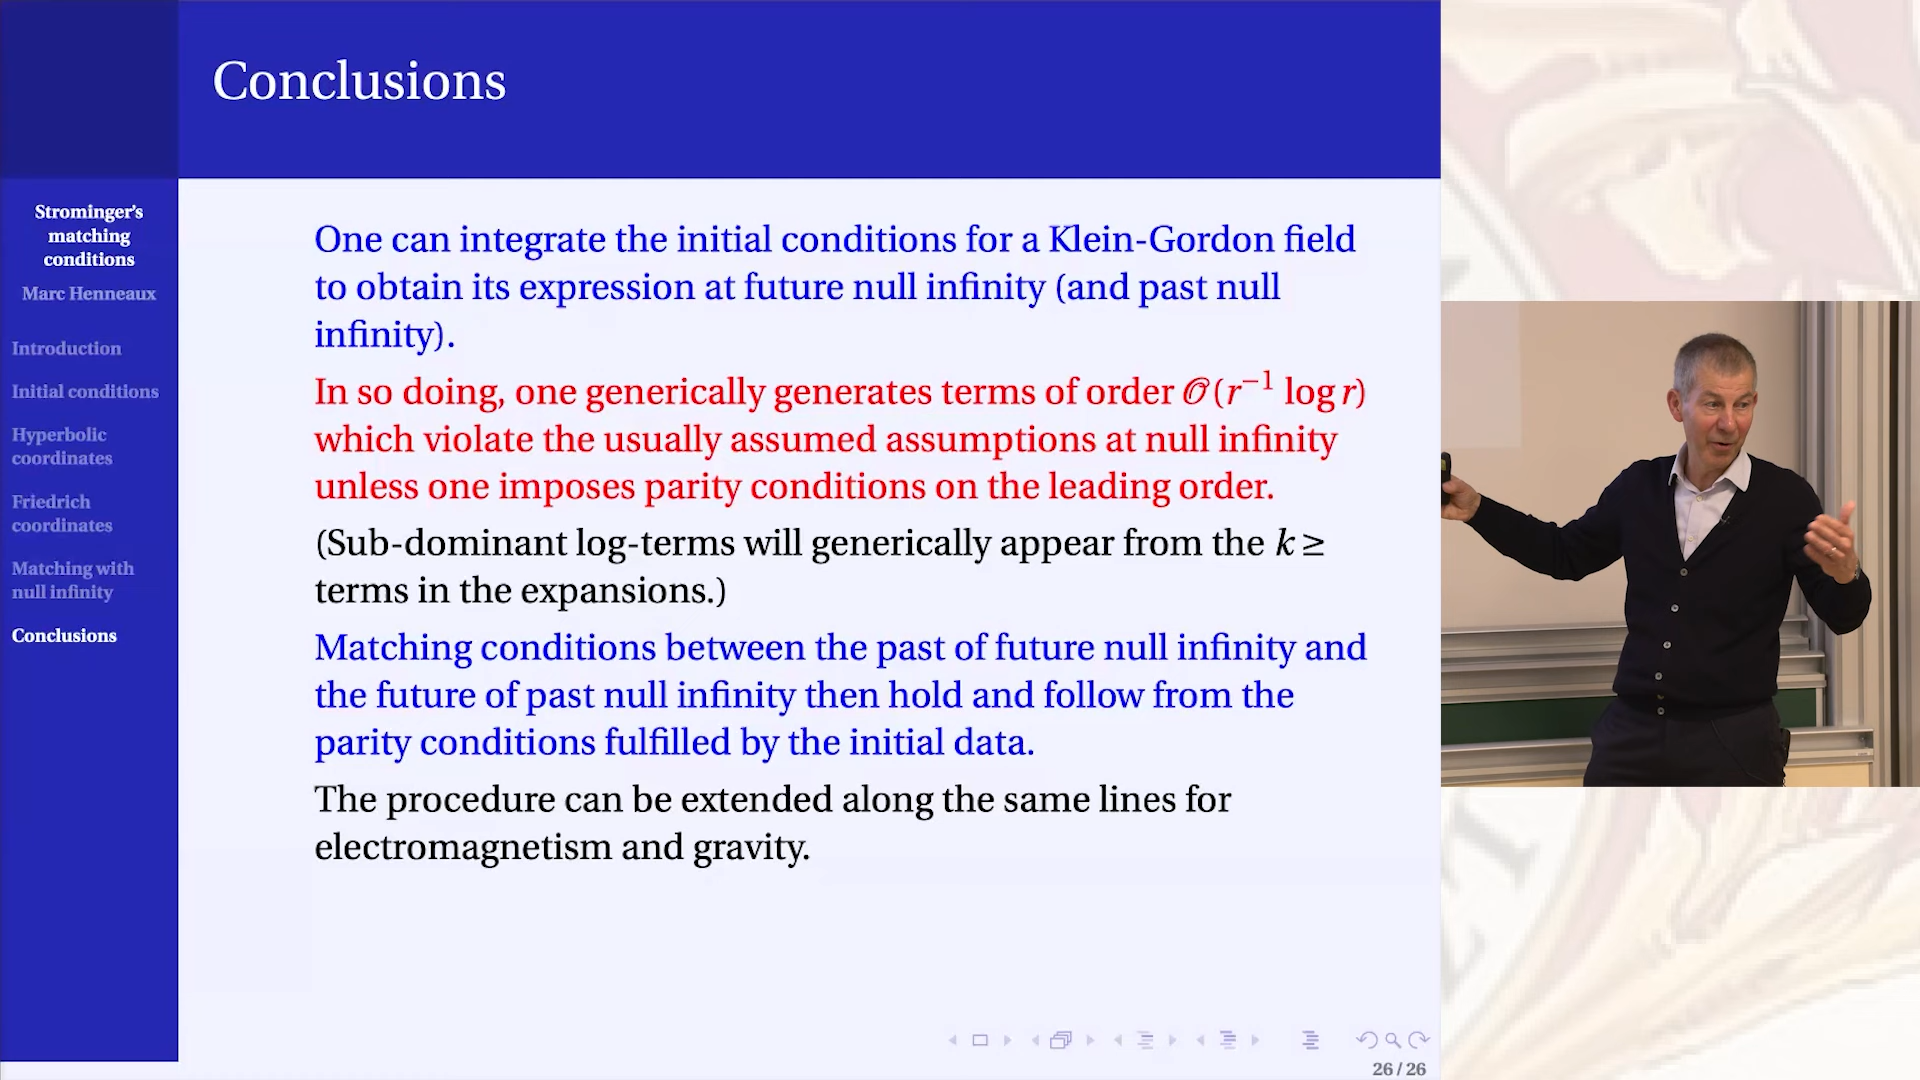 Conclusions
Strominger's
matching
conditions
Marc Henneaux
Introduction
Initial conditions
Hyperbolic
coordinates
Friedrich
coordinates
Matching with
null infinity
Conclusions
One can integrate the initial conditions for a Klein-Gordon field
to obtain its expression at future null infinity (and past null
infinity).
In so doing, one generically generates terms of order 𝒪(r⁻¹ log r)
which violate the usually assumed assumptions at null infinity
unless one imposes parity conditions on the leading order.
(Sub-dominant log-terms will generically appear from the k ≥
terms in the expansions.)
Matching conditions between the past of future null infinity and
the future of past null infinity then hold and follow from the
parity conditions fulfilled by the initial data.
The procedure can be extended along the same lines for
electromagnetism and gravity.
26 / 26